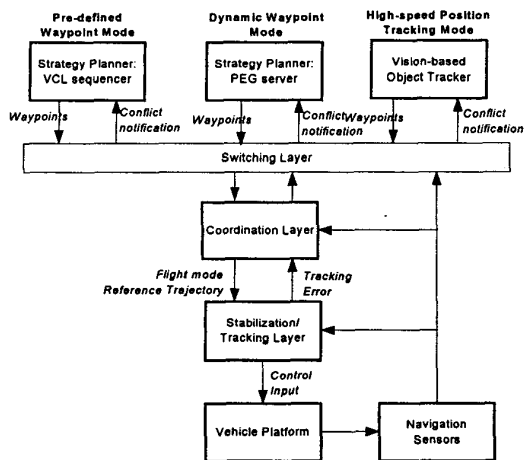 Pre-defined
Waypoint Mode
Dynamic Waypoint
Mode
High-speed Position
Tracking Mode
Strategy Planner:
VCL sequencer
Strategy Planner:
PEG server
Vision-based
Object Tracker
Waypoints
Conflict
notification
Waypoints
Conflict
notification
Waypoints
Conflict
notification
Switching Layer
Coordination Layer
Flight mode
Reference Trajectory
Tracking
Error
Stabilization/
Tracking Layer
Control
Input
Vehicle Platform
Navigation
Sensors